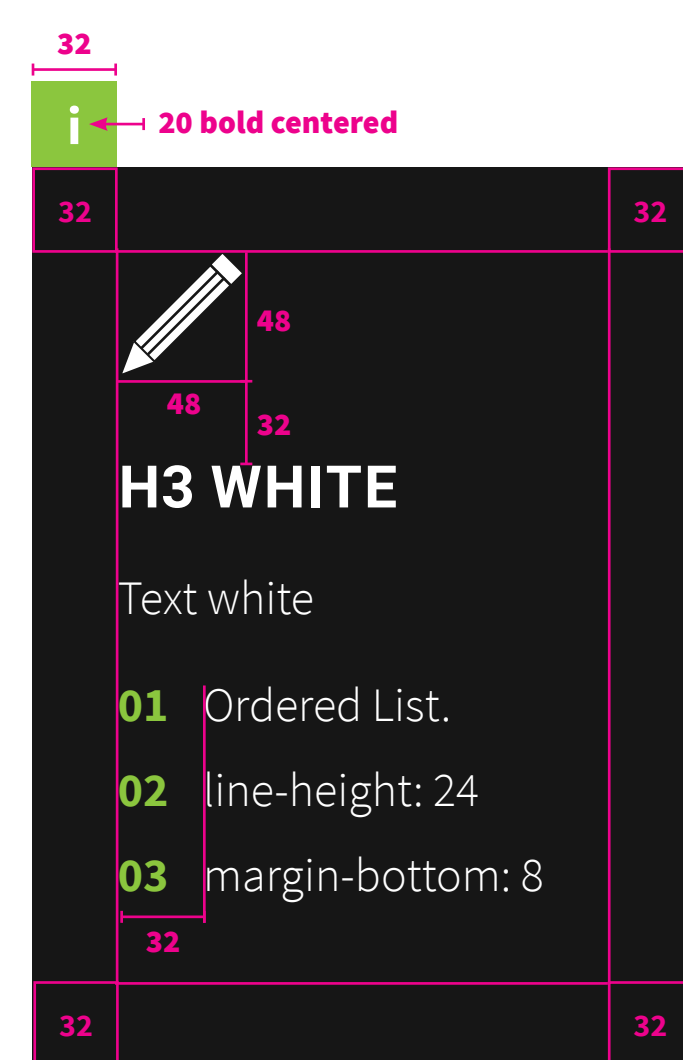 32
i
20 bold centered
32
32
48
48
32
H3 WHITE
Text white
01 Ordered List.
02 line-height: 24
03 margin-bottom: 8
32
32
32